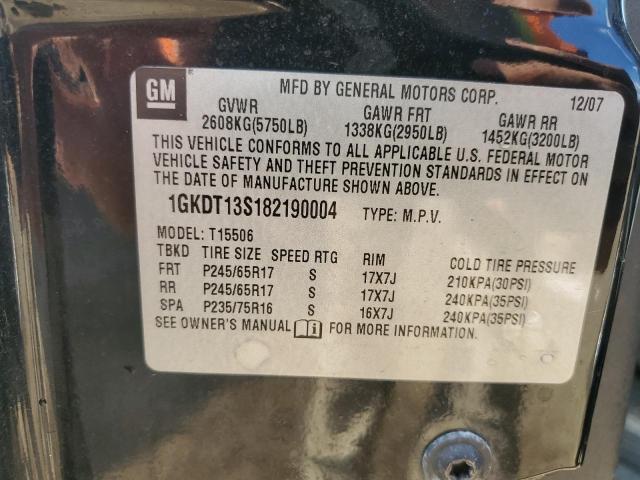 GM ®
MFD BY GENERAL MOTORS CORP. 12/07
GVWR GAWR FRT GAWR RR
2608KG(5750LB) 1338KG(2950LB) 1452KG(3200LB)
THIS VEHICLE CONFORMS TO ALL APPLICABLE U.S. FEDERAL MOTOR
VEHICLE SAFETY AND THEFT PREVENTION STANDARDS IN EFFECT ON
THE DATE OF MANUFACTURE SHOWN ABOVE.
1GKDT13S182190004 TYPE: M.P.V.
MODEL: T15506
TBKD TIRE SIZE SPEED RTG RIM COLD TIRE PRESSURE
FRT P245/65R17 S 17X7J 210KPA(30PSI)
RR P245/65R17 S 17X7J 240KPA(35PSI)
SPA P235/75R16 S 16X7J 240KPA(35PSI)
SEE OWNER'S MANUAL FOR MORE INFORMATION.